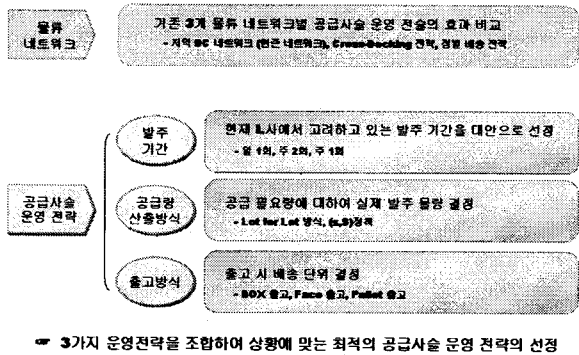 물류
네트워크
거존 3개 물류 네트워크별 공급사슬 운영 전술의 효과 비교
- 지역 DC 네트워크 (현존 네트워크), Cross-Docking 전략, 점별 배송 전략
발주
기간
현재 L사에서 고려하고 있는 발주 기간을 대안으로 선정
- 월 1회, 주 2회, 주 1회
공급사슬
운영 전략
공급량
산출방식
공급 필요량에 대하여 실제 발주 물량 결정
- Lot for Lot 방식, (s,S)정책
출고방식
출고 시 배송 단위 결정
- BOX 출고, Face 출고, Pallet 출고
☞ 3가지 운영전략을 조합하여 상황에 맞는 최적의 공급사슬 운영 전략의 선정